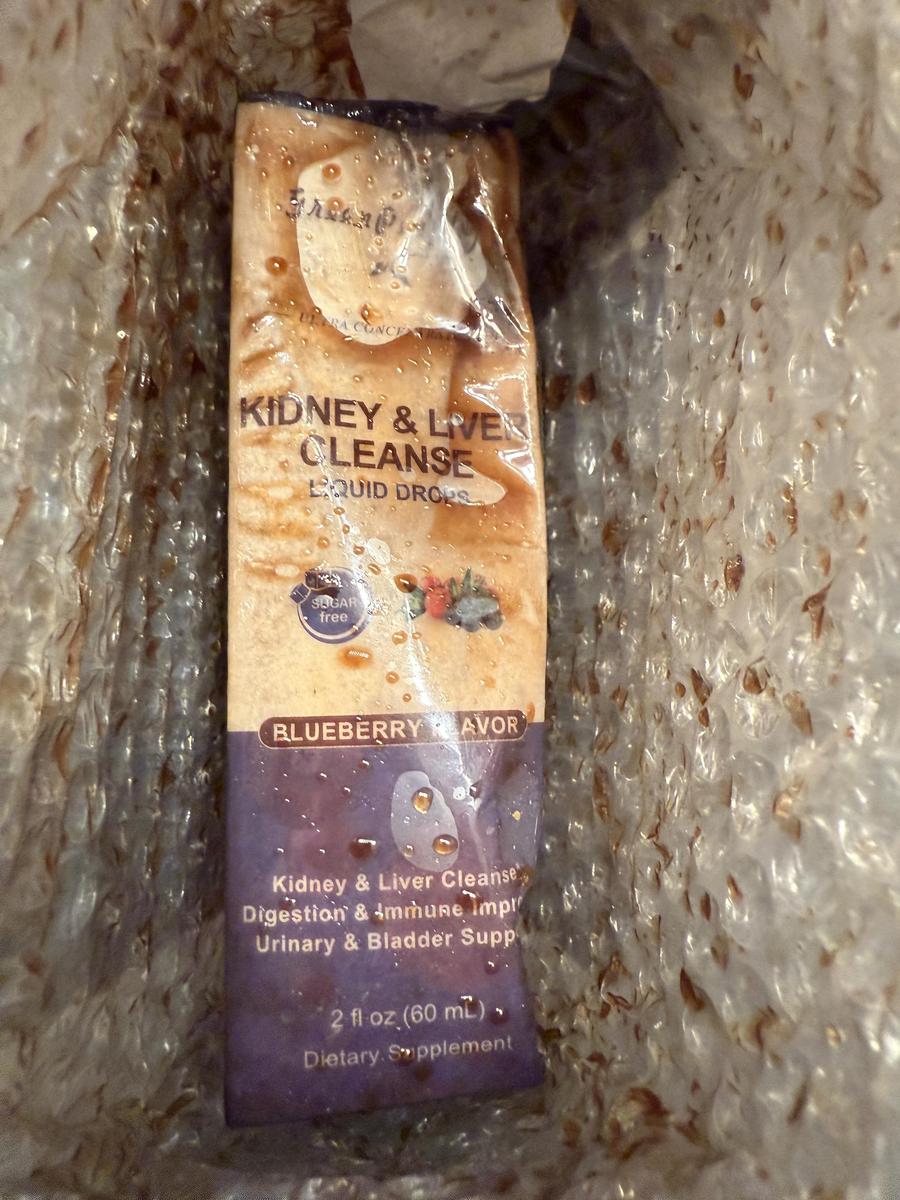 KIDNEY & LIVER
CLEANSE
LIQUID DROPS
SUGAR
free
BLUEBERRY
Kidney & Liver Cleanse
Digestion & Immune
Urinary & Bladder
2 fl oz (60 mL)
Dietary Supplement